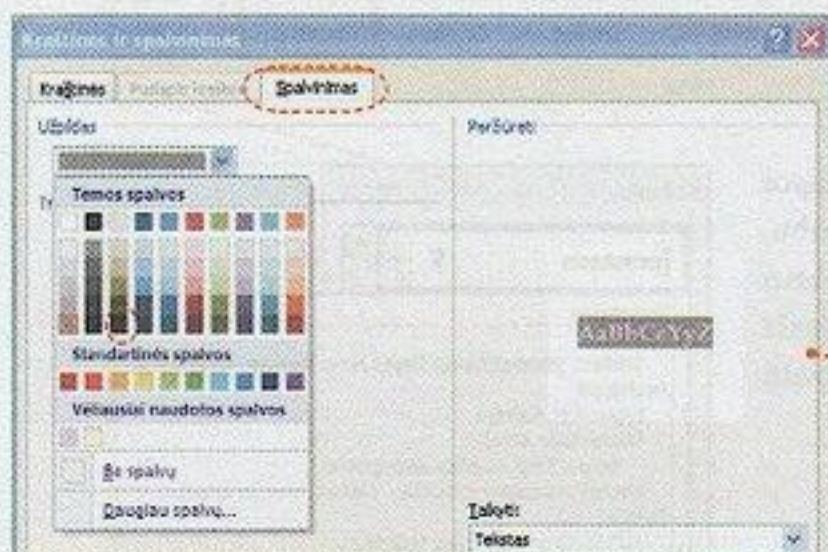 Kraštinės ir spalvinimas
Kraštinės Spalvinimas
Užpildas
Temos spalvos
Standartinės spalvos
Vėliausiai naudotos spalvos
Be spalvų
Daugiau spalvų...
Peržiūrėti
AaBbCcYyZ
Taikyti:
Tekstas